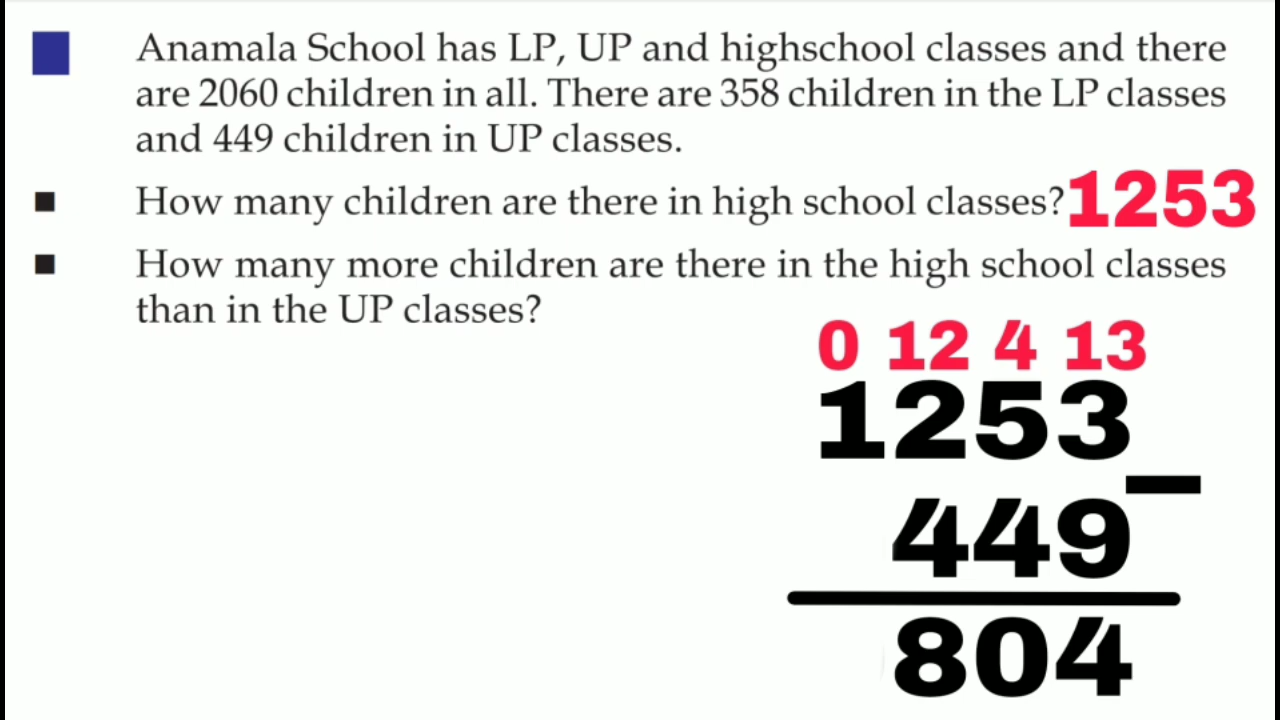 Anamala School has LP, UP and highschool classes and there
are 2060 children in all. There are 358 children in the LP classes
and 449 children in UP classes.
How many children are there in high school classes? 1253
How many more children are there in the high school classes
than in the UP classes?
0 12 4 13
1253
−
449
804